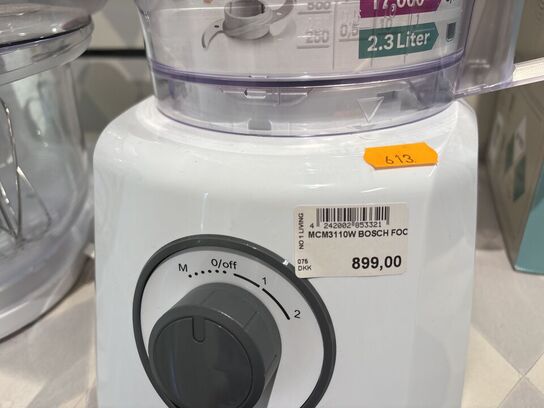 17,000
500
250
0,5
2.3 Liter
613
NO 1 LIVING
4 242002 853321
MCM3110W BOSCH FOC
075
DKK
899,00
M
0/off
1
2